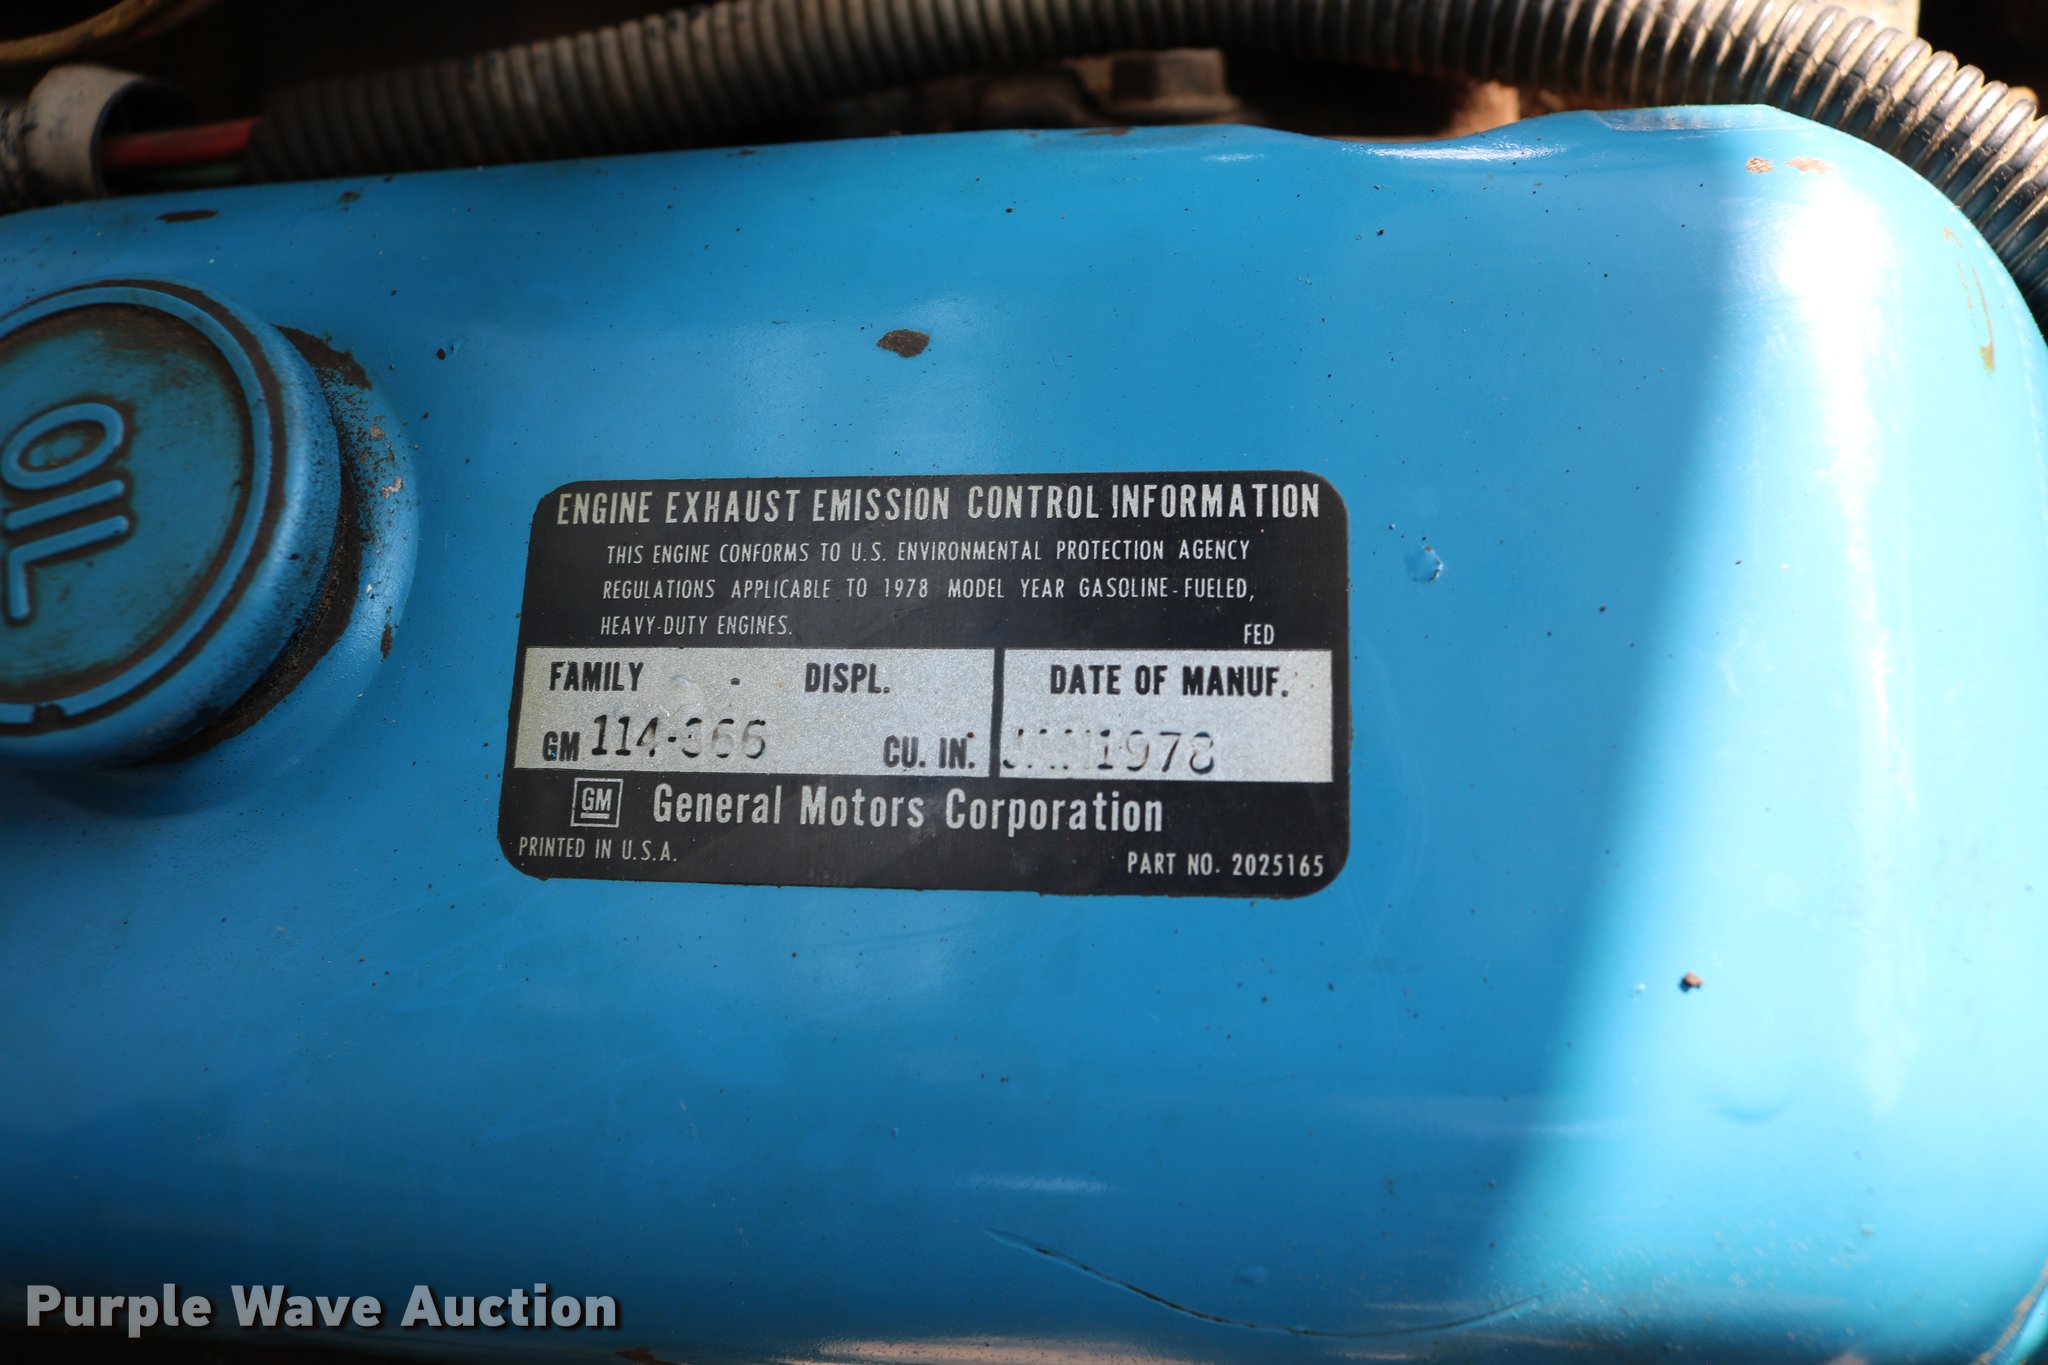 OIL
ENGINE EXHAUST EMISSION CONTROL INFORMATION
THIS ENGINE CONFORMS TO U.S. ENVIRONMENTAL PROTECTION AGENCY
REGULATIONS APPLICABLE TO 1978 MODEL YEAR GASOLINE-FUELED,
HEAVY-DUTY ENGINES.
FED
FAMILY - DISPL.
DATE OF MANUF.
GM 114-366 CU. IN.
JAN 1978
GM General Motors Corporation
PRINTED IN U.S.A.
PART NO. 2025165
Purple Wave Auction